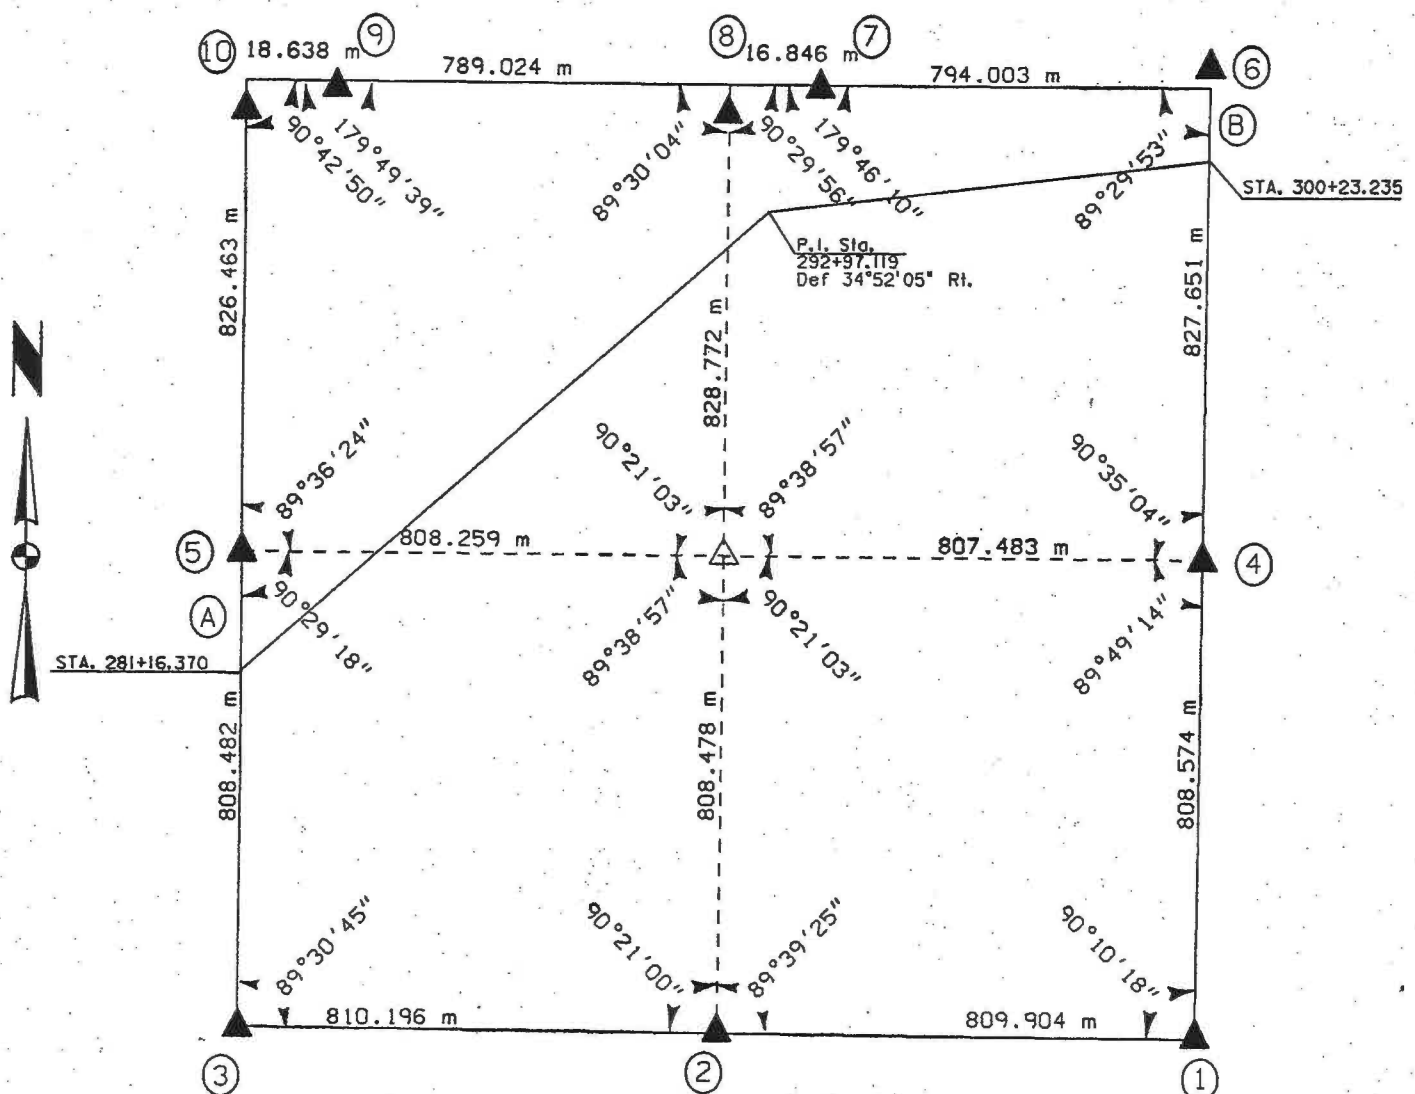 10 18.638 m 9
789.024 m
8 16.846 m 7
794.003 m
6
B
90°42'50"
179°49'39"
89°30'04"
90°29'56"
179°46'10"
89°29'53"
STA. 300+23.235
P.I. Sta.
292+97.119
Def 34°52'05" Rt.
826.463 m
828.772 m
827.651 m
N
89°36'24"
90°21'03"
89°38'57"
90°35'04"
5
808.259 m
807.483 m
4
A
90°29'18"
89°38'57"
90°21'03"
89°49'14"
STA. 281+16.370
808.482 m
808.478 m
808.574 m
89°30'45"
90°21'00"
89°39'25"
90°10'18"
810.196 m
809.904 m
3
2
1